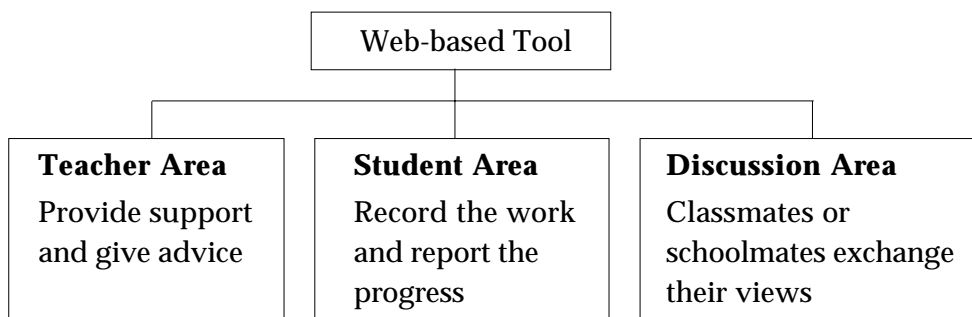 Web-based Tool
Teacher Area
Provide support
and give advice
Student Area
Record the work
and report the
progress
Discussion Area
Classmates or
schoolmates exchange
their views